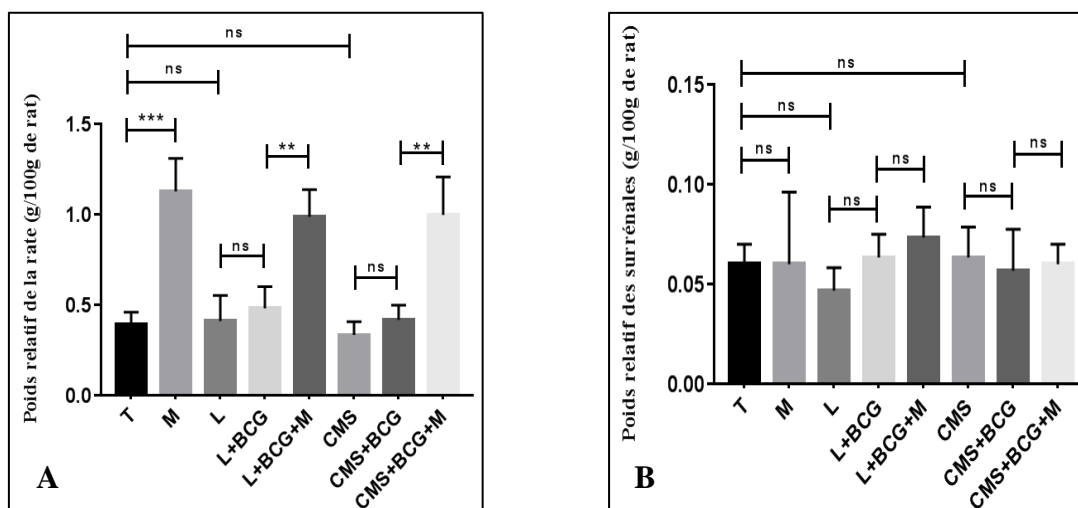 Poids relatif de la rate (g/100g de rat)
ns
ns
***
**
**
ns
ns
1.5
1.0
0.5
0.0
T
M
L
L+BCG
L+BCG+M
CMS
CMS+BCG
CMS+BCG+M
A
Poids relatif des surrénales (g/100g de rat)
ns
ns
ns
ns
ns
ns
ns
0.15
0.10
0.05
0.00
T
M
L
L+BCG
L+BCG+M
CMS
CMS+BCG
CMS+BCG+M
B